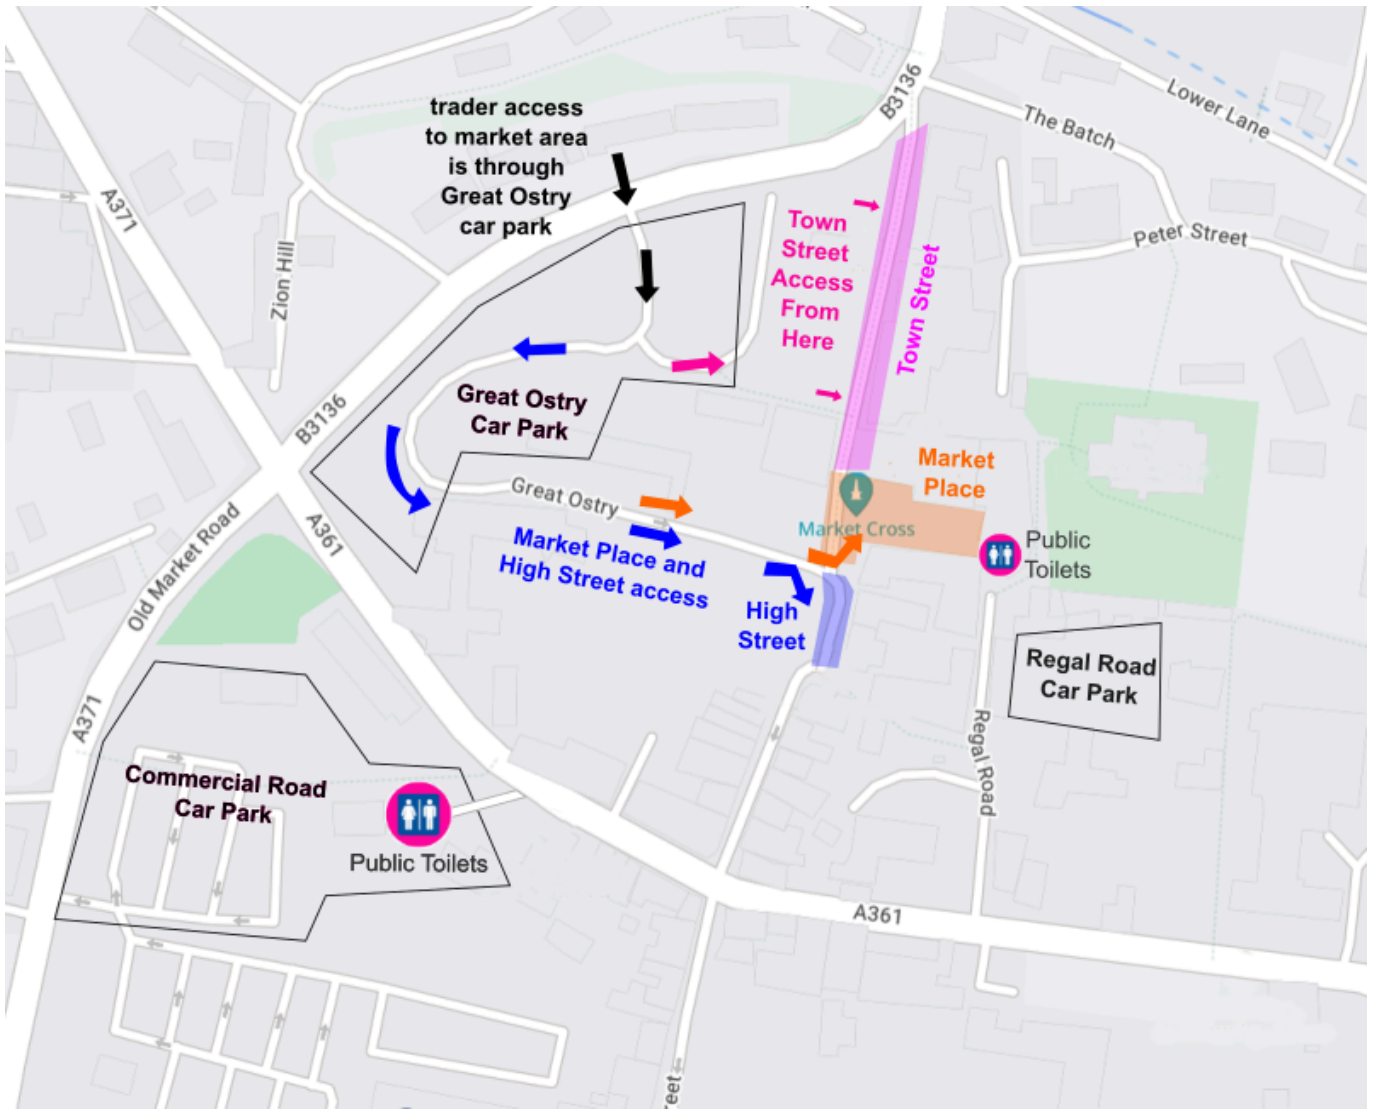 trader access
to market area
is through
Great Ostry
car park
B3136
Lower Lane
The Batch
A371
Town
Street
Access
From
Here
Peter Street
Zion Hill
Town Street
Great Ostry
Car Park
B3136
Market
Place
Great Ostry
Market Cross
Public
Toilets
A361
Old Market Road
Market Place and
High Street access
High
Street
Regal Road
Car Park
A371
Regal Road
Commercial Road
Car Park
Public Toilets
A361
reet